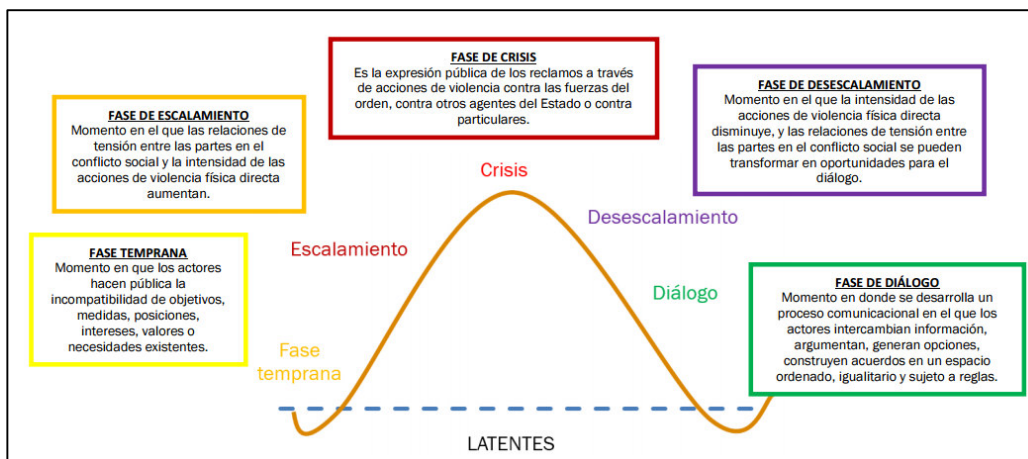 FASE DE CRISIS
Es la expresión pública de los reclamos a través
de acciones de violencia contra las fuerzas del
orden, contra otros agentes del Estado o contra
particulares.
FASE DE ESCALAMIENTO
Momento en el que las relaciones de
tensión entre las partes en el
conflicto social y la intensidad de las
acciones de violencia física directa
aumentan.
FASE DE DESESCALAMIENTO
Momento en el que la intensidad de las
acciones de violencia física directa
disminuye, y las relaciones de tensión entre
las partes en el conflicto social se pueden
transformar en oportunidades para el
diálogo.
FASE TEMPRANA
Momento en que los actores
hacen pública la
incompatibilidad de objetivos,
medidas, posiciones,
intereses, valores o
necesidades existentes.
Crisis
Escalamiento
Desescalamiento
Fase
temprana
Diálogo
FASE DE DIÁLOGO
Momento en donde se desarrolla un
proceso comunicacional en el que los
actores intercambian información,
argumentan, generan opciones,
construyen acuerdos en un espacio
ordenado, igualitario y sujeto a reglas.
LATENTES